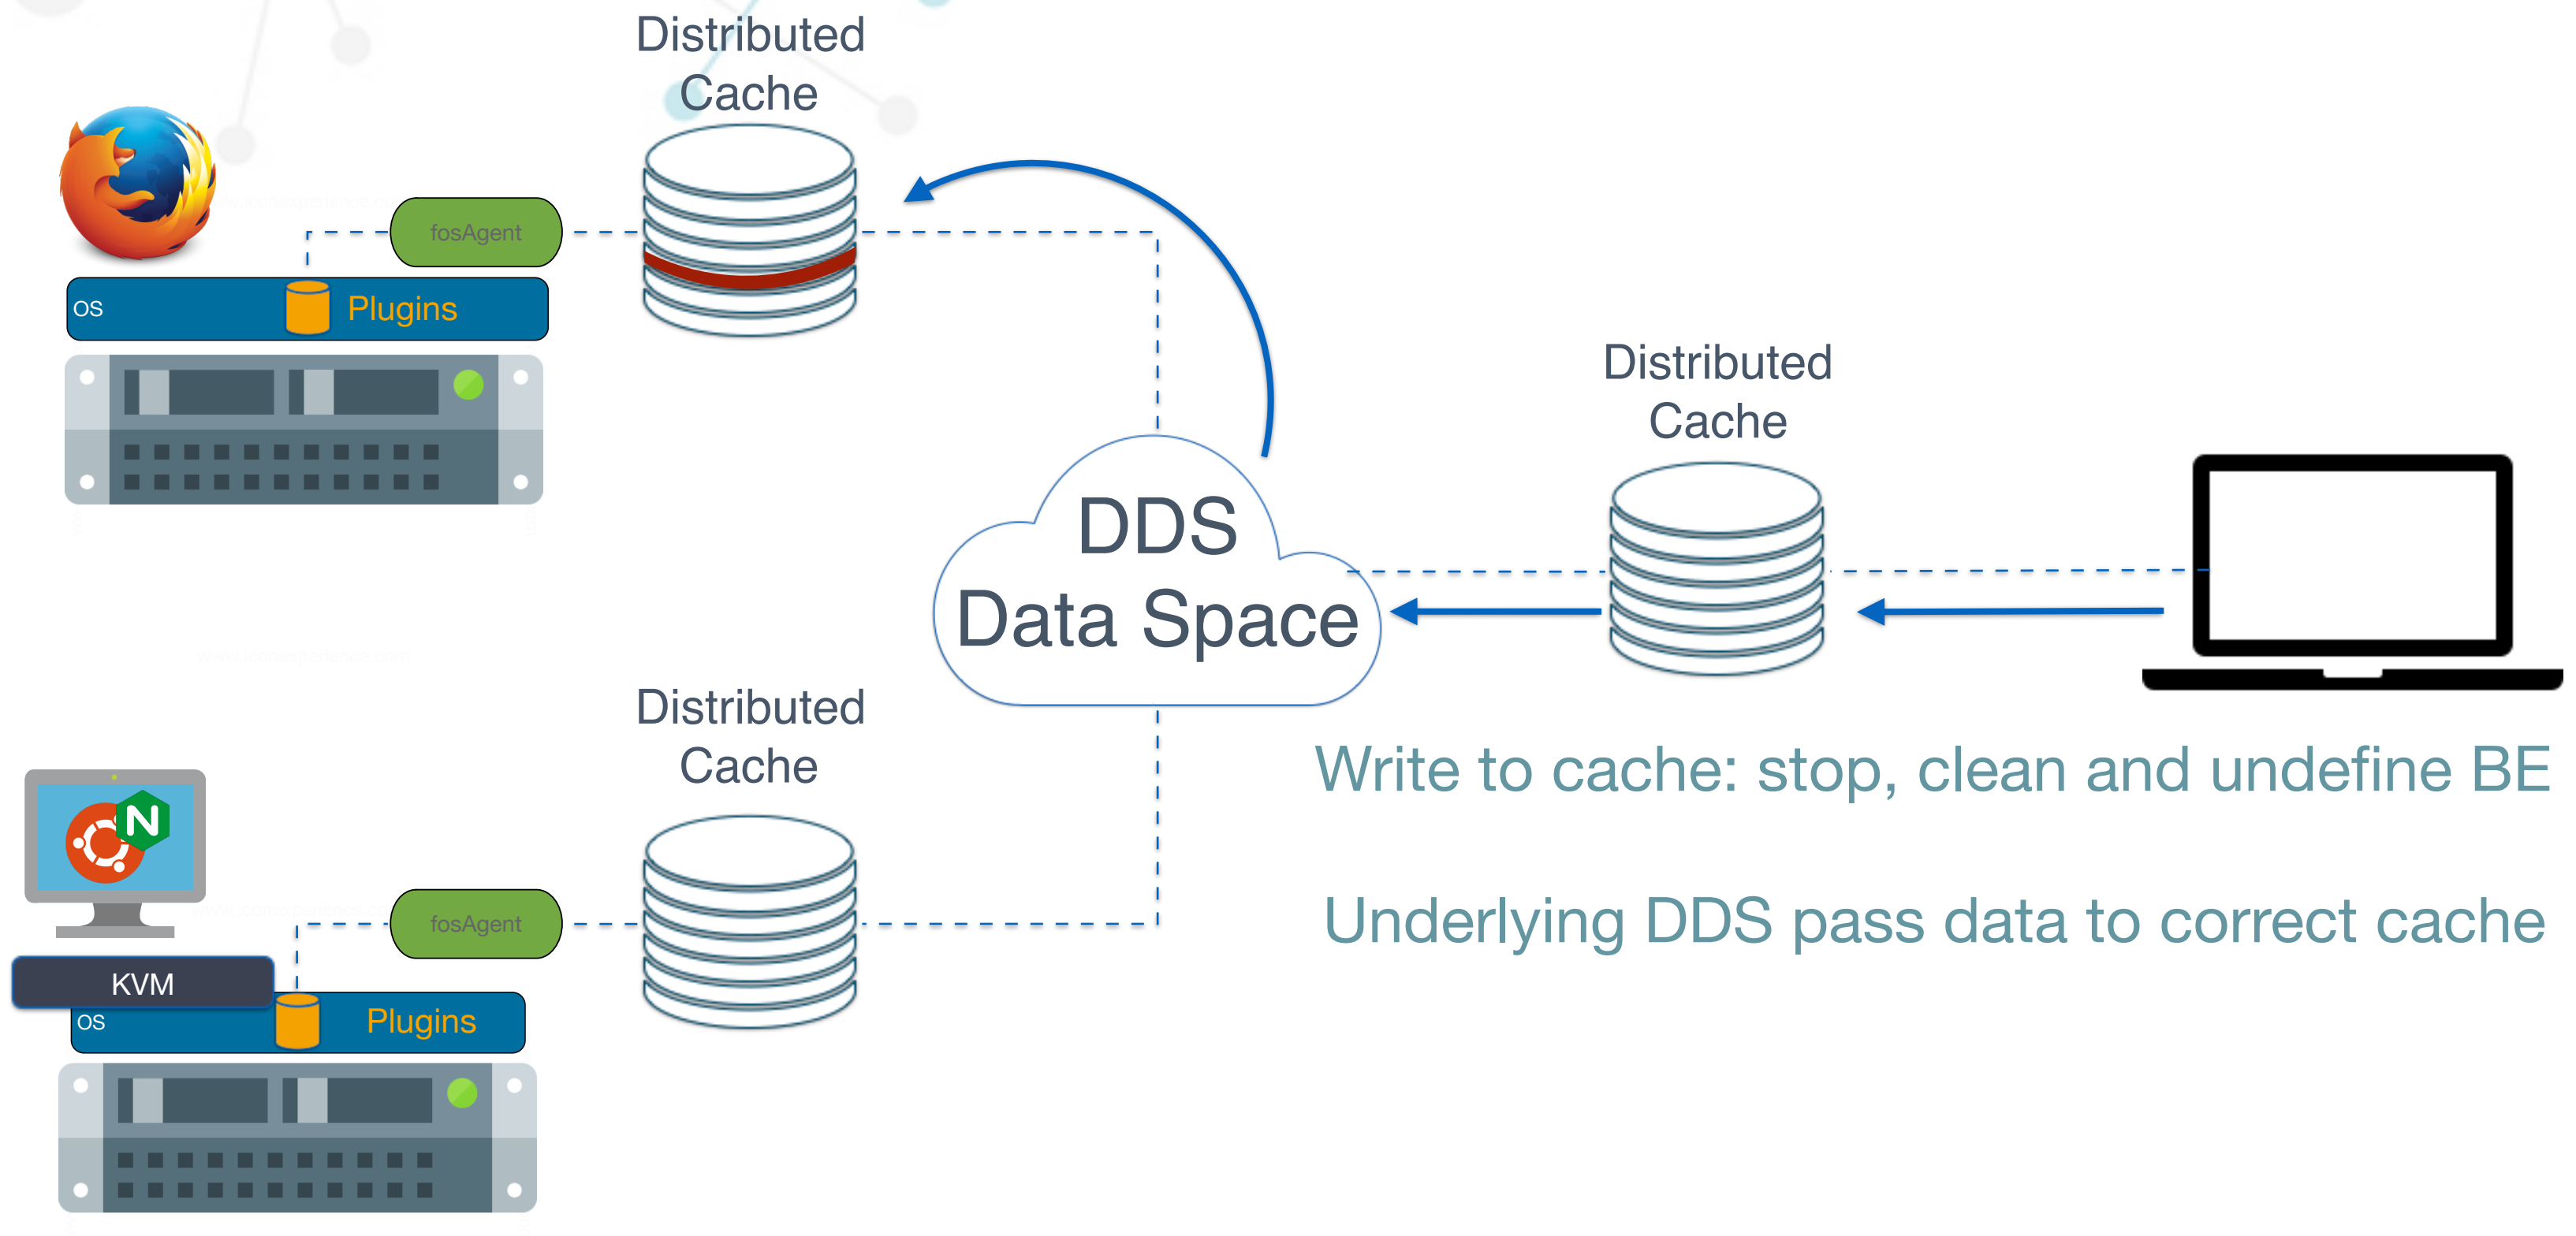 Distributed
Cache
fosAgent
OS
Plugins
Distributed
Cache
DDS
Data Space
Distributed
Cache
Write to cache: stop, clean and undefine BE
N
fosAgent
Underlying DDS pass data to correct cache
KVM
OS
Plugins